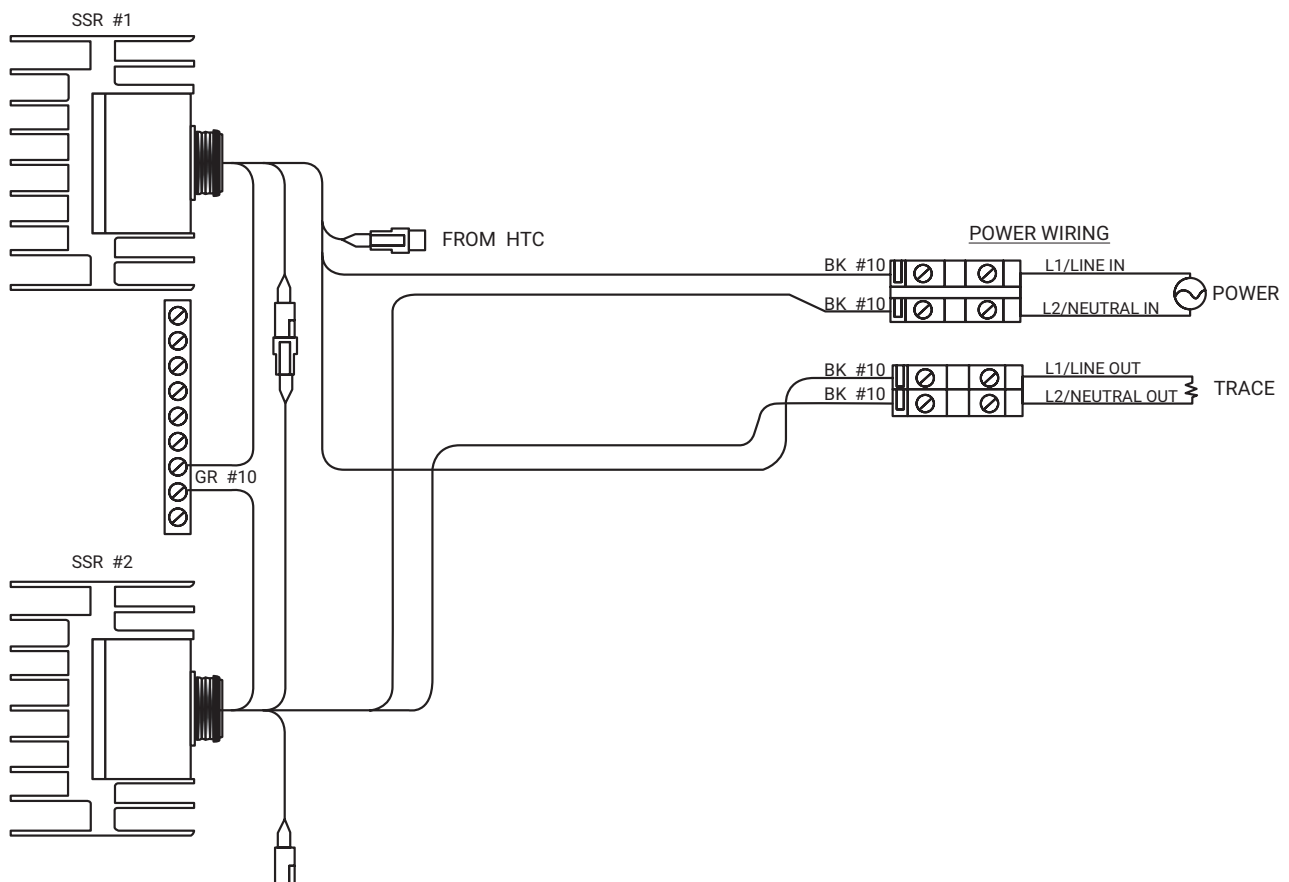 SSR #1
FROM HTC
POWER WIRING
BK #10
L1/LINE IN
BK #10
L2/NEUTRAL IN
POWER
BK #10
L1/LINE OUT
BK #10
L2/NEUTRAL OUT
TRACE
GR #10
SSR #2